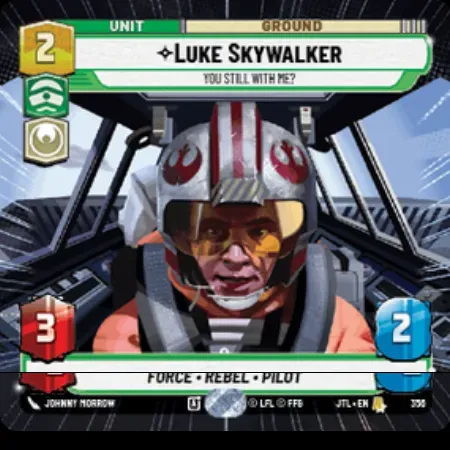 UNIT
GROUND
2
LUKE SKYWALKER
YOU STILL WITH ME?
3
2
FORCE • REBEL • PILOT
JOHNNY MORROW
A
© LFL © FFG
JTL • EN
356